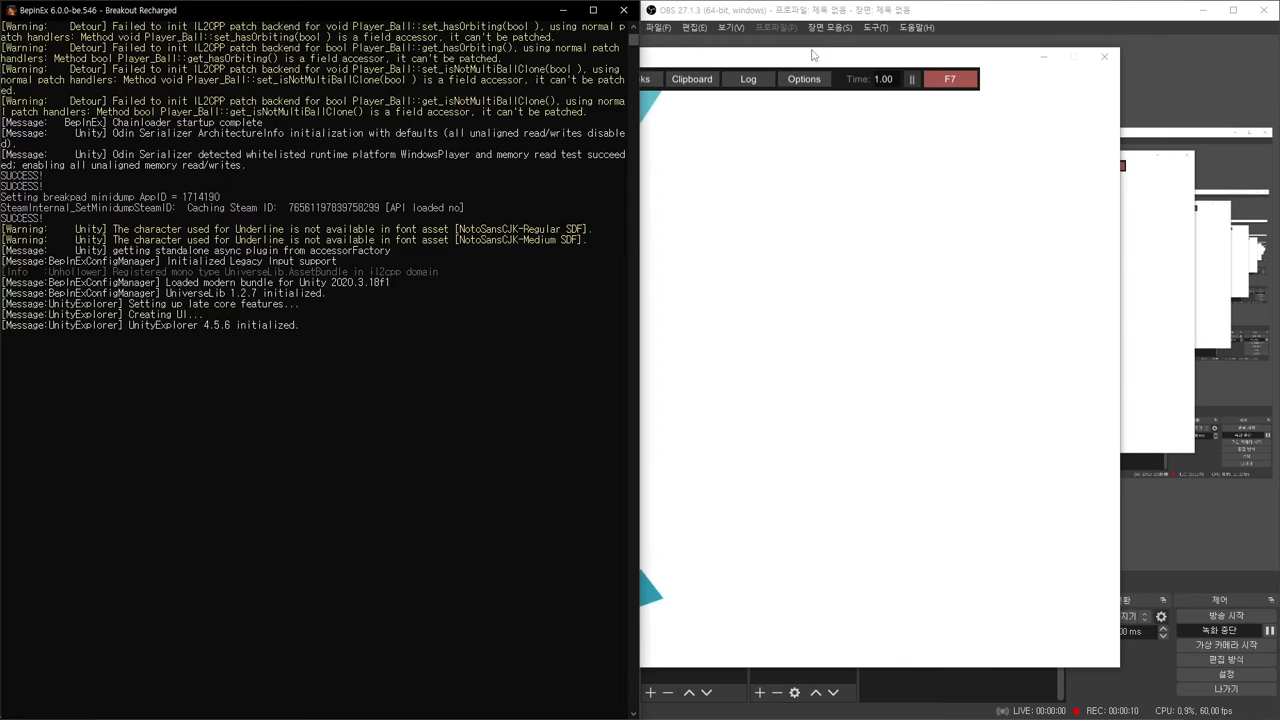 BepInEx 6.0.0-be.546 - Breakout Recharged
[Warning:  Detour] Failed to init IL2CPP patch backend for void Player_Ball::set_hasOrbiting(bool ), using normal p
atch handlers: Method void Player_Ball::set_hasOrbiting(bool ) is a field accessor, it can't be patched.
[Warning:  Detour] Failed to init IL2CPP patch backend for bool Player_Ball::get_hasOrbiting(), using normal patch
handlers: Method bool Player_Ball::get_hasOrbiting() is a field accessor, it can't be patched.
[Warning:  Detour] Failed to init IL2CPP patch backend for void Player_Ball::set_isNotMultiBallClone(bool ), using
normal patch handlers: Method void Player_Ball::set_isNotMultiBallClone(bool ) is a field accessor, it can't be patche
d.
[Warning:  Detour] Failed to init IL2CPP patch backend for bool Player_Ball::get_isNotMultiBallClone(), using norma
l patch handlers: Method bool Player_Ball::get_isNotMultiBallClone() is a field accessor, it can't be patched.
[Message:   BepInEx] Chainloader startup complete
[Message:     Unity] Odin Serializer ArchitectureInfo initialization with defaults (all unaligned read/writes disable
d).
[Message:     Unity] Odin Serializer detected whitelisted runtime platform WindowsPlayer and memory read test succeed
ed; enabling all unaligned memory read/writes.
SUCCESS!
SUCCESS!
Setting breakpad minidump AppID = 1714190
SteamInternal_SetMinidumpSteamID:  Caching Steam ID:  76561197839758299 [API loaded no]
SUCCESS!
[Warning:     Unity] The character used for Underline is not available in font asset [NotoSansCJK-Regular SDF].
[Warning:     Unity] The character used for Underline is not available in font asset [NotoSansCJK-Medium SDF].
[Message:     Unity] getting standalone async plugin from accessorFactory
[Message:BepInExConfigManager] Initialized Legacy Input support
[Info   :Unhollower] Registered mono type UniverseLib.AssetBundle in il2cpp domain
[Message:BepInExConfigManager] Loaded modern bundle for Unity 2020.3.18f1
[Message:BepInExConfigManager] UniverseLib 1.2.7 initialized.
[Message:UnityExplorer] Setting up late core features...
[Message:UnityExplorer] Creating UI...
[Message:UnityExplorer] UnityExplorer 4.5.6 initialized.
OBS 27.1.3 (64-bit, windows) - 프로파일: 제목 없음 - 장면: 제목 없음
파일(F) 편집(E) 보기(V) 프로파일(P) 장면 모음(S) 도구(T) 도움말(H)
ks Clipboard Log Options Time: 1.00 || F7
환 제어
지기
00 ms
방송 시작
녹화 중단
가상 카메라 시작
편집 방식
설정
나가기
LIVE: 00:00:00 REC: 00:00:10 CPU: 0.9%, 60.00 fps